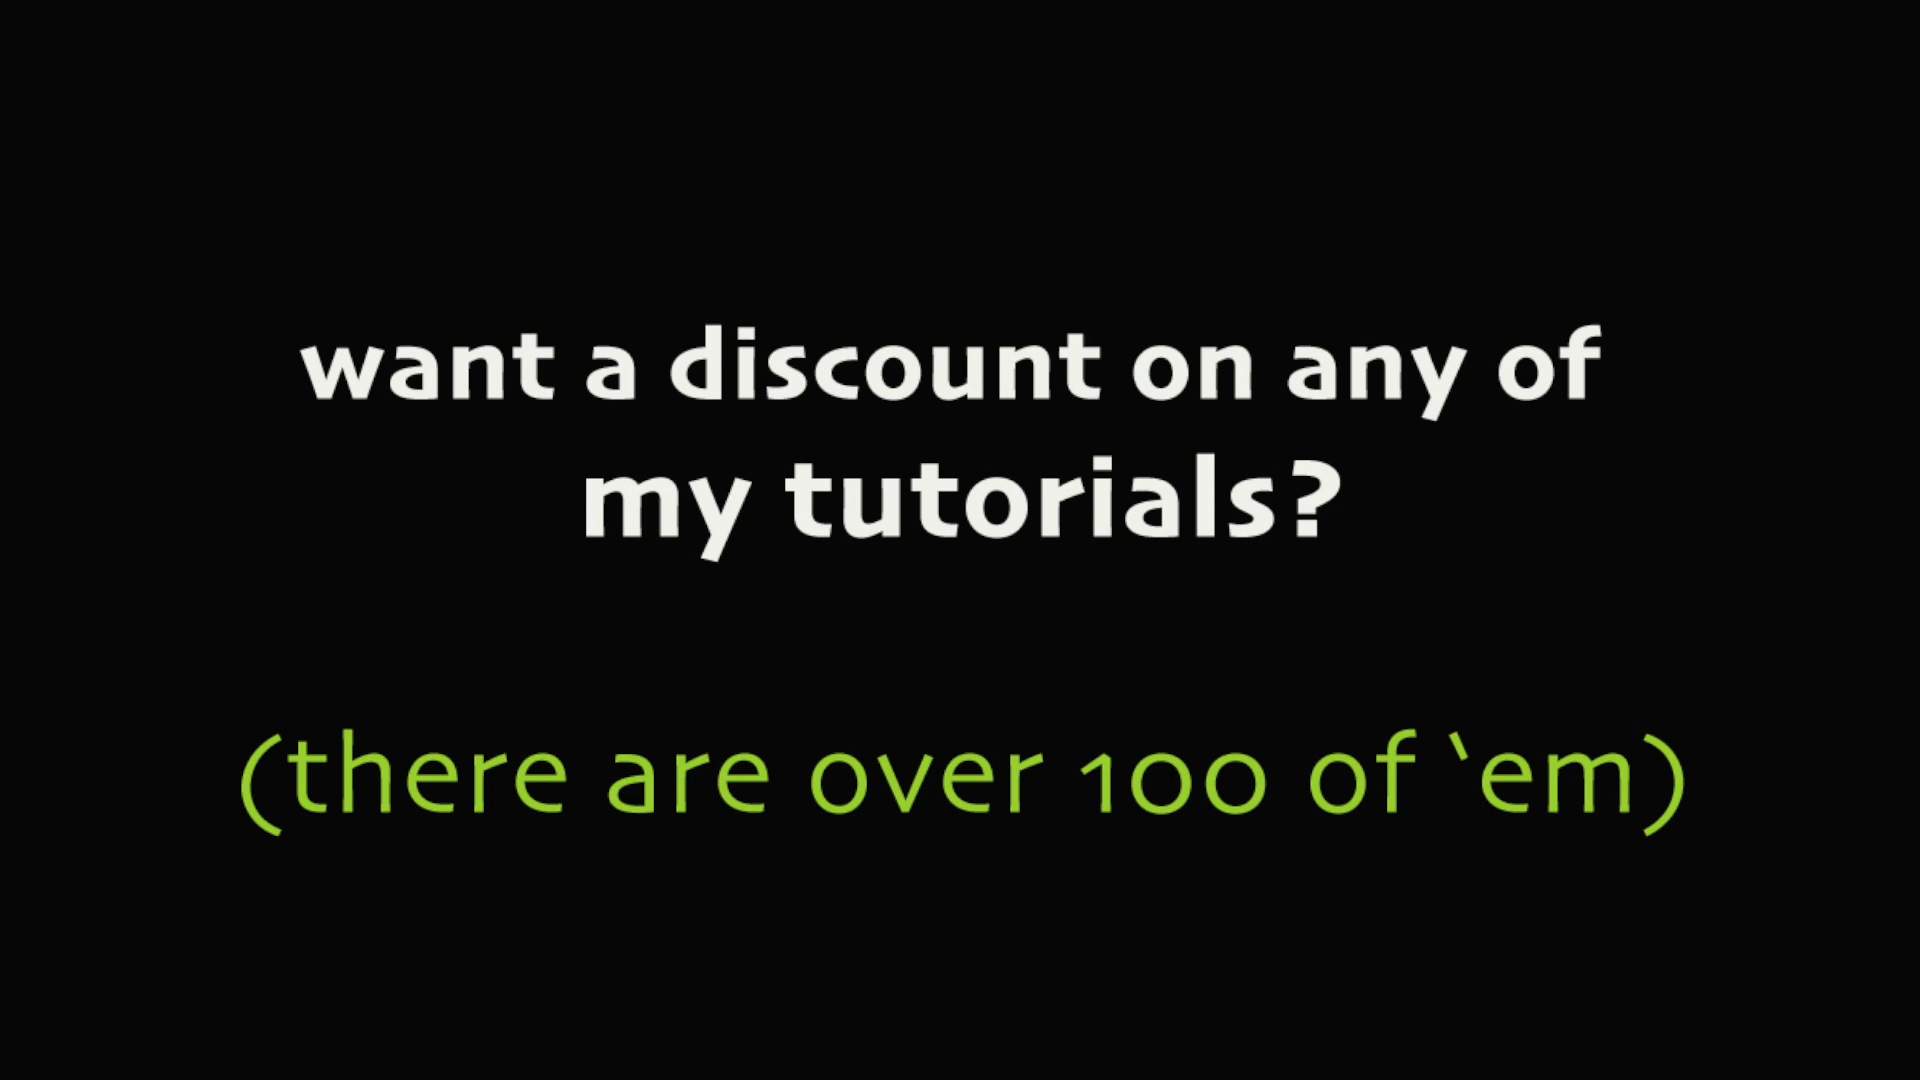 want a discount on any of
my tutorials?
(there are over 100 of ‘em)